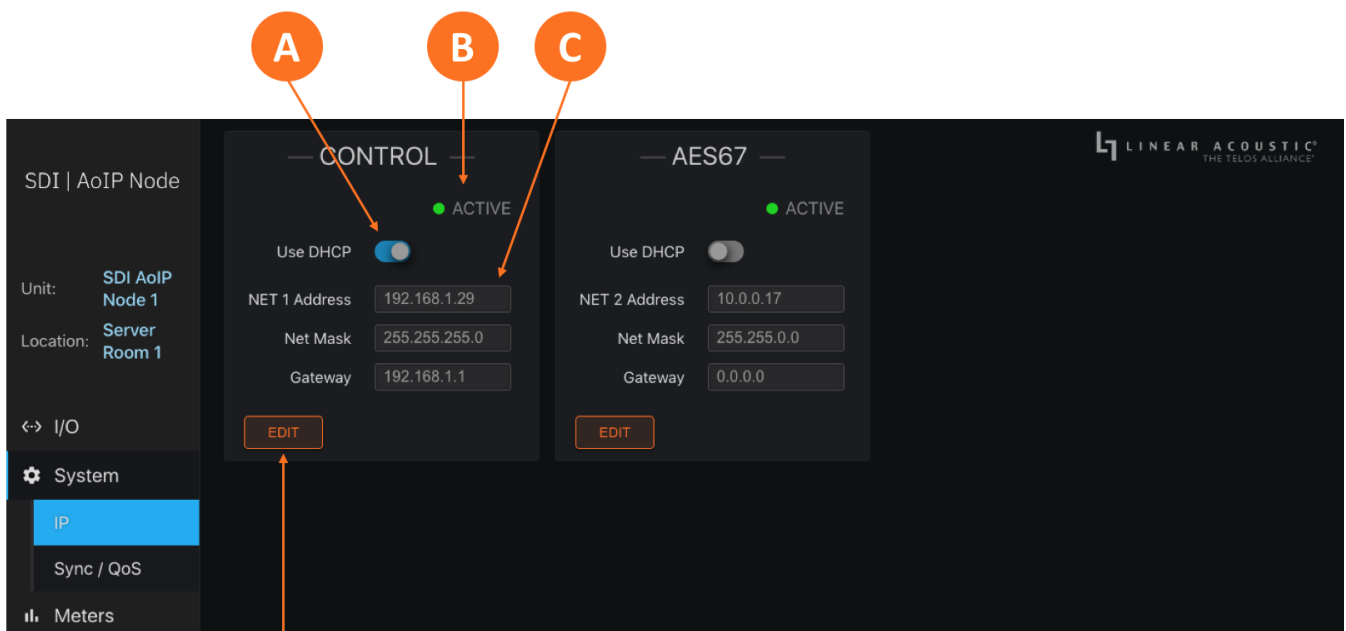 A B C
SDI | AoIP Node
Unit: SDI AoIP
Node 1
Location: Server
Room 1
I/O
System
IP
Sync / QoS
Meters
CONTROL
ACTIVE
Use DHCP
NET 1 Address 192.168.1.29
Net Mask 255.255.255.0
Gateway 192.168.1.1
EDIT
AES67
ACTIVE
Use DHCP
NET 2 Address 10.0.0.17
Net Mask 255.255.0.0
Gateway 0.0.0.0
EDIT
LINEAR ACOUSTIC®
THE TELOS ALLIANCE®